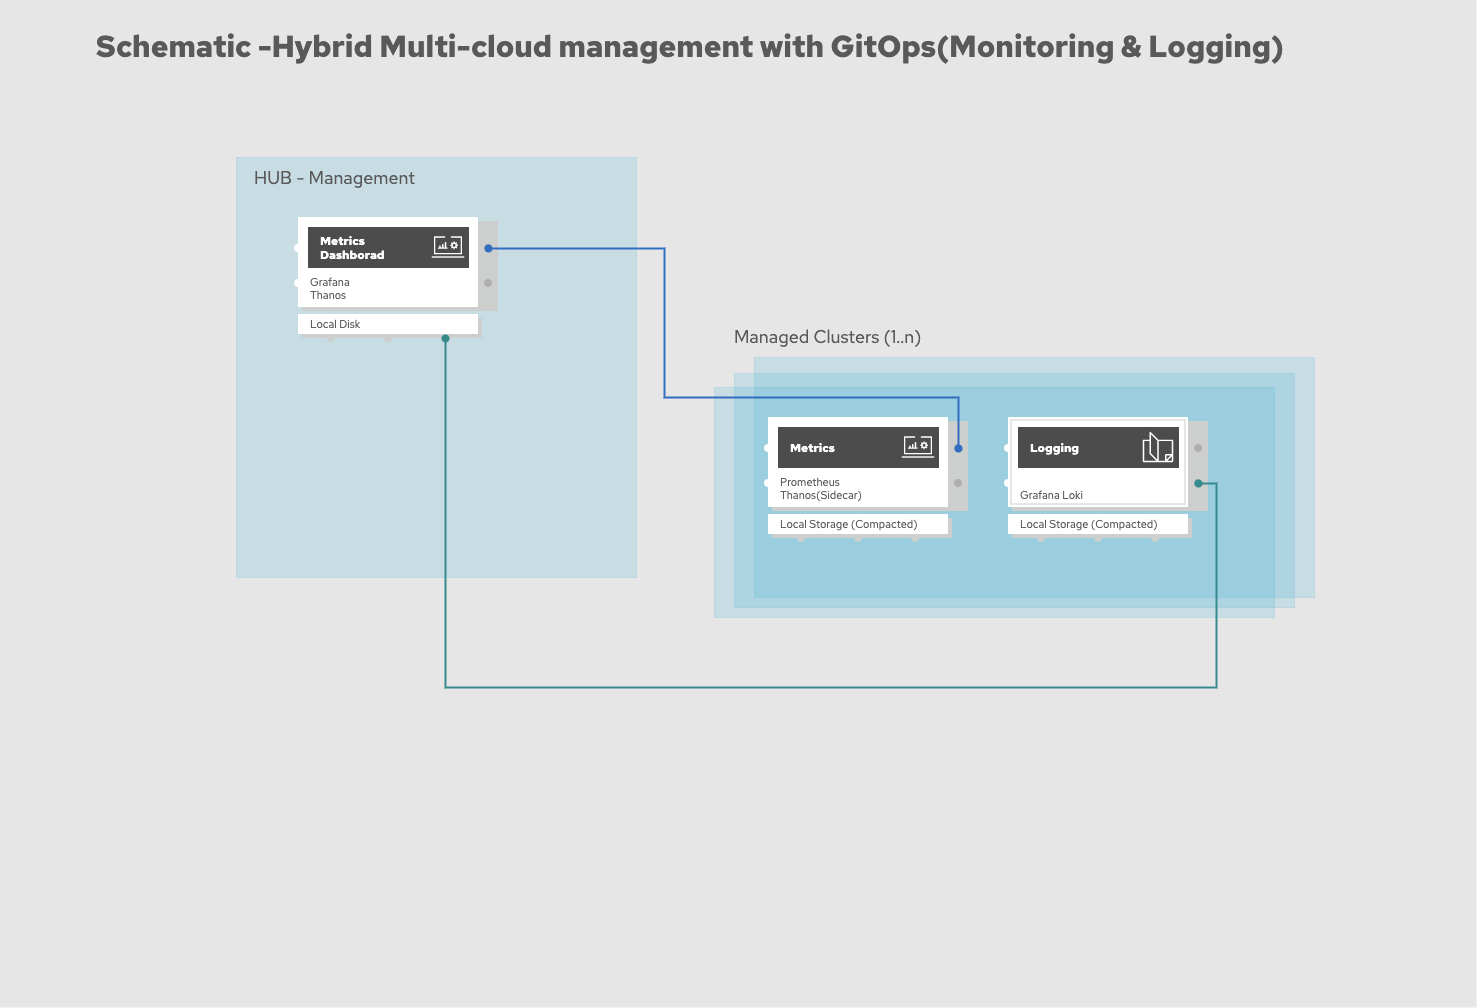 Schematic -Hybrid Multi-cloud management with GitOps(Monitoring & Logging)
HUB - Management
Metrics
Dashborad
Grafana
Thanos
Local Disk
Managed Clusters (1..n)
Metrics
Prometheus
Thanos(Sidecar)
Local Storage (Compacted)
Logging
Grafana Loki
Local Storage (Compacted)